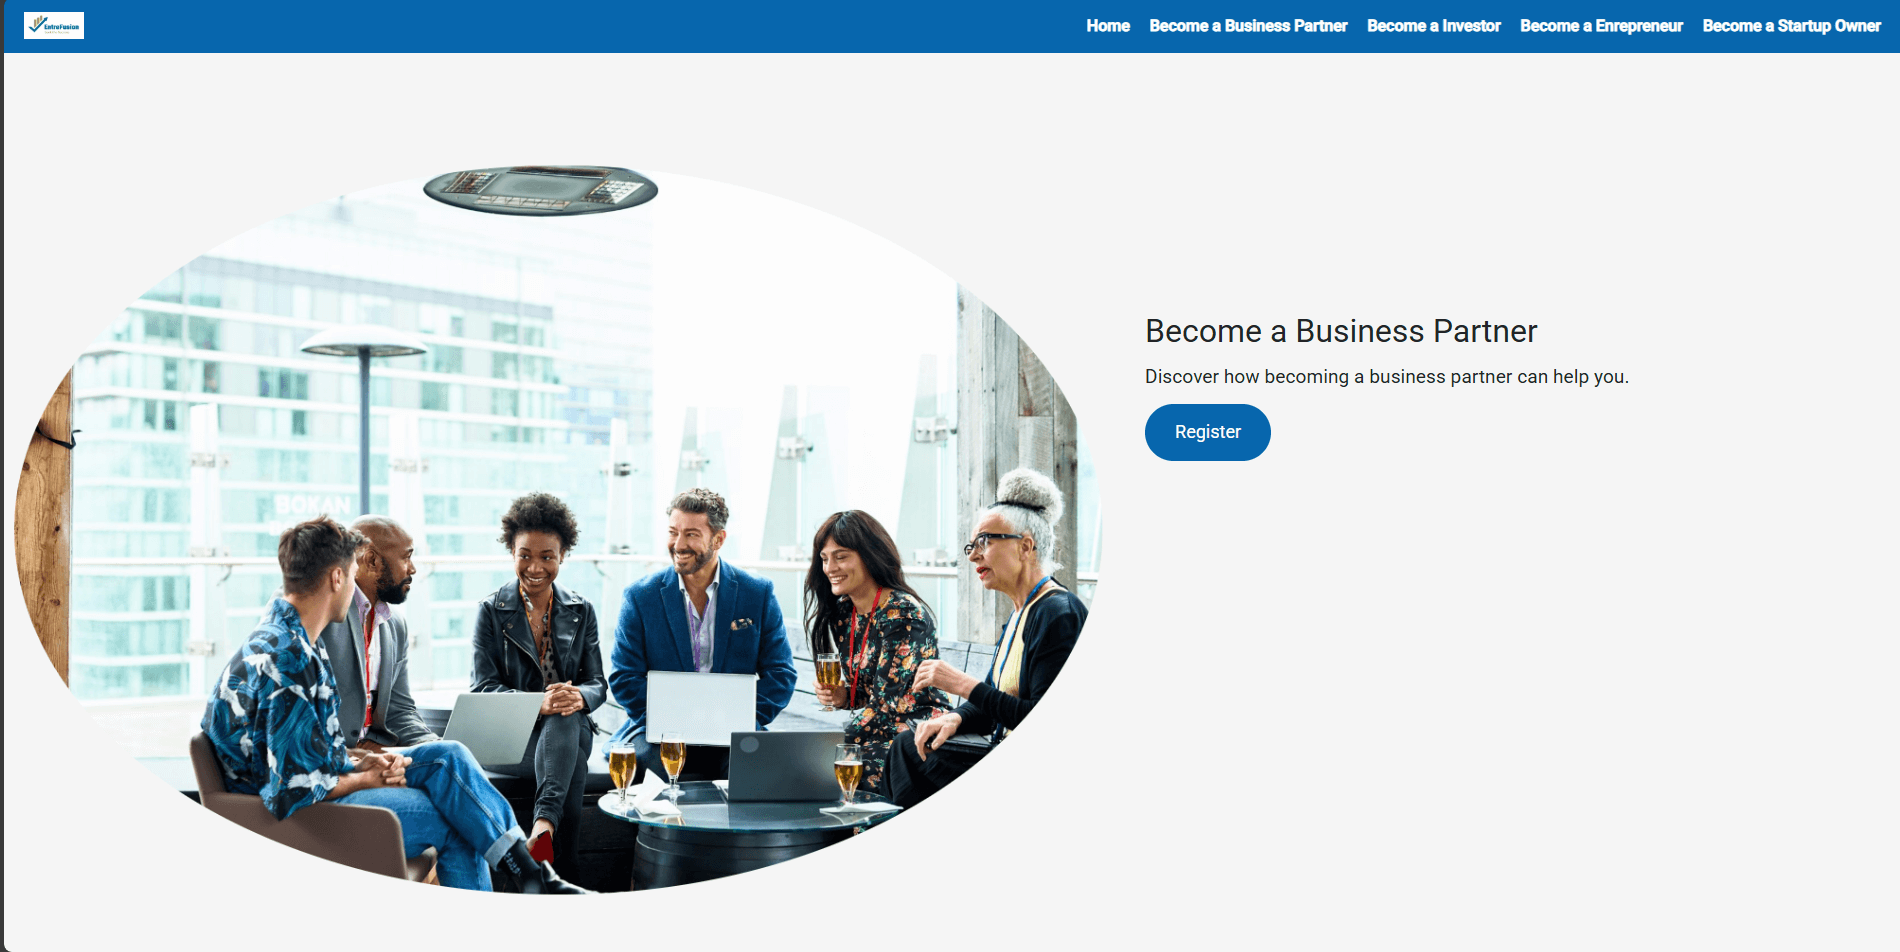 EntreFusion
Home Become a Business Partner Become a Investor Become a Enrepreneur Become a Startup Owner
Become a Business Partner
Discover how becoming a business partner can help you.
Register
BOKAN